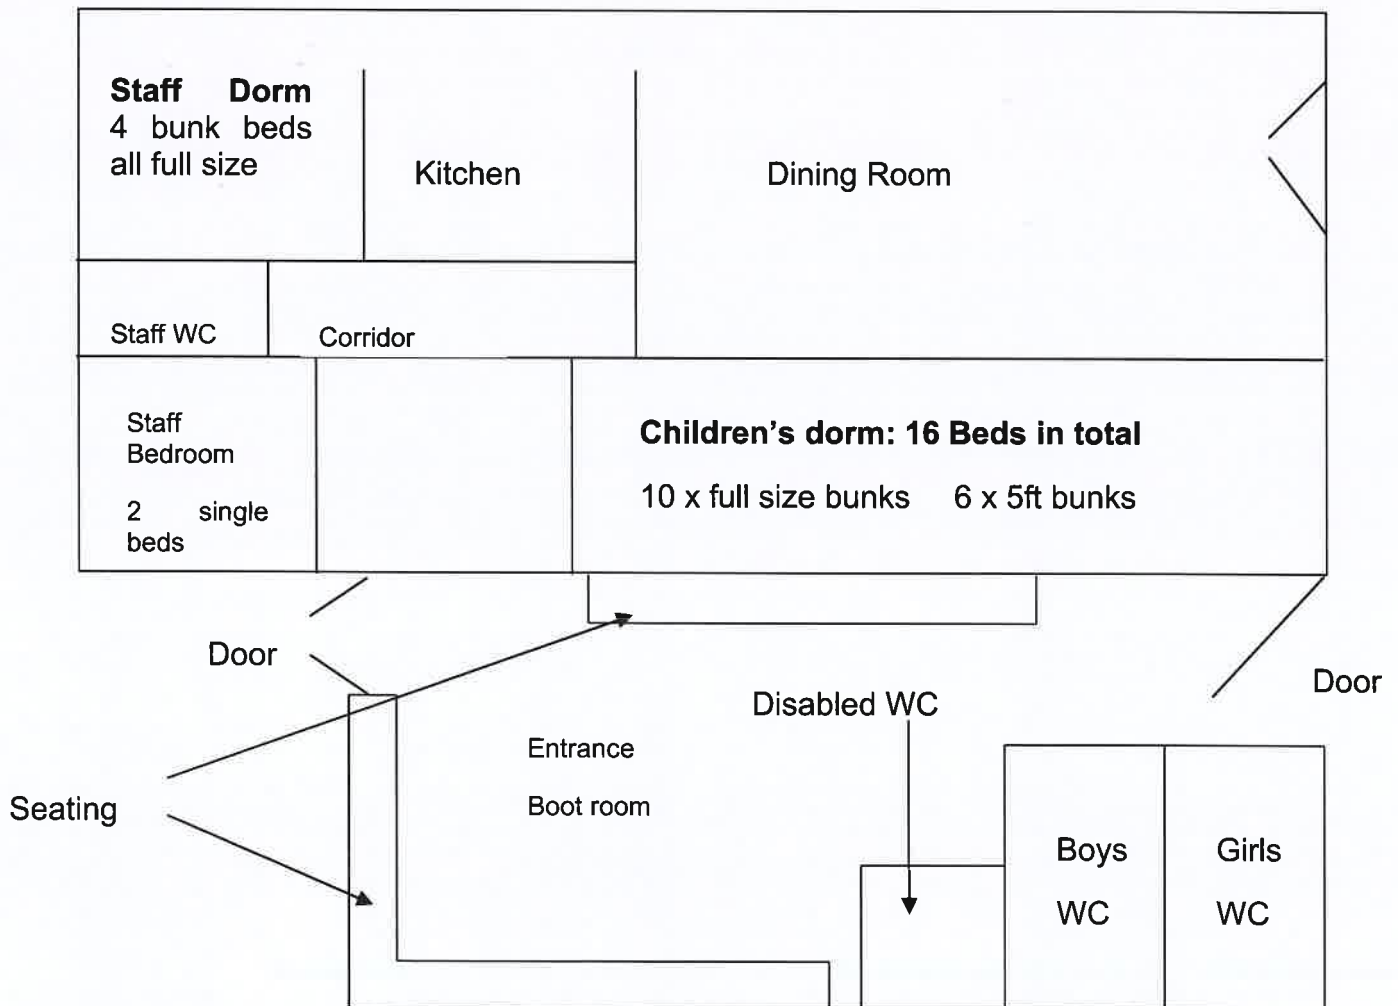 Staff Dorm
4 bunk beds
all full size
Kitchen
Dining Room
Staff WC
Corridor
Staff
Bedroom
2 single
beds
Children's dorm: 16 Beds in total
10 x full size bunks 6 x 5ft bunks
Door
Door
Disabled WC
Entrance
Boot room
Seating
Boys
WC
Girls
WC